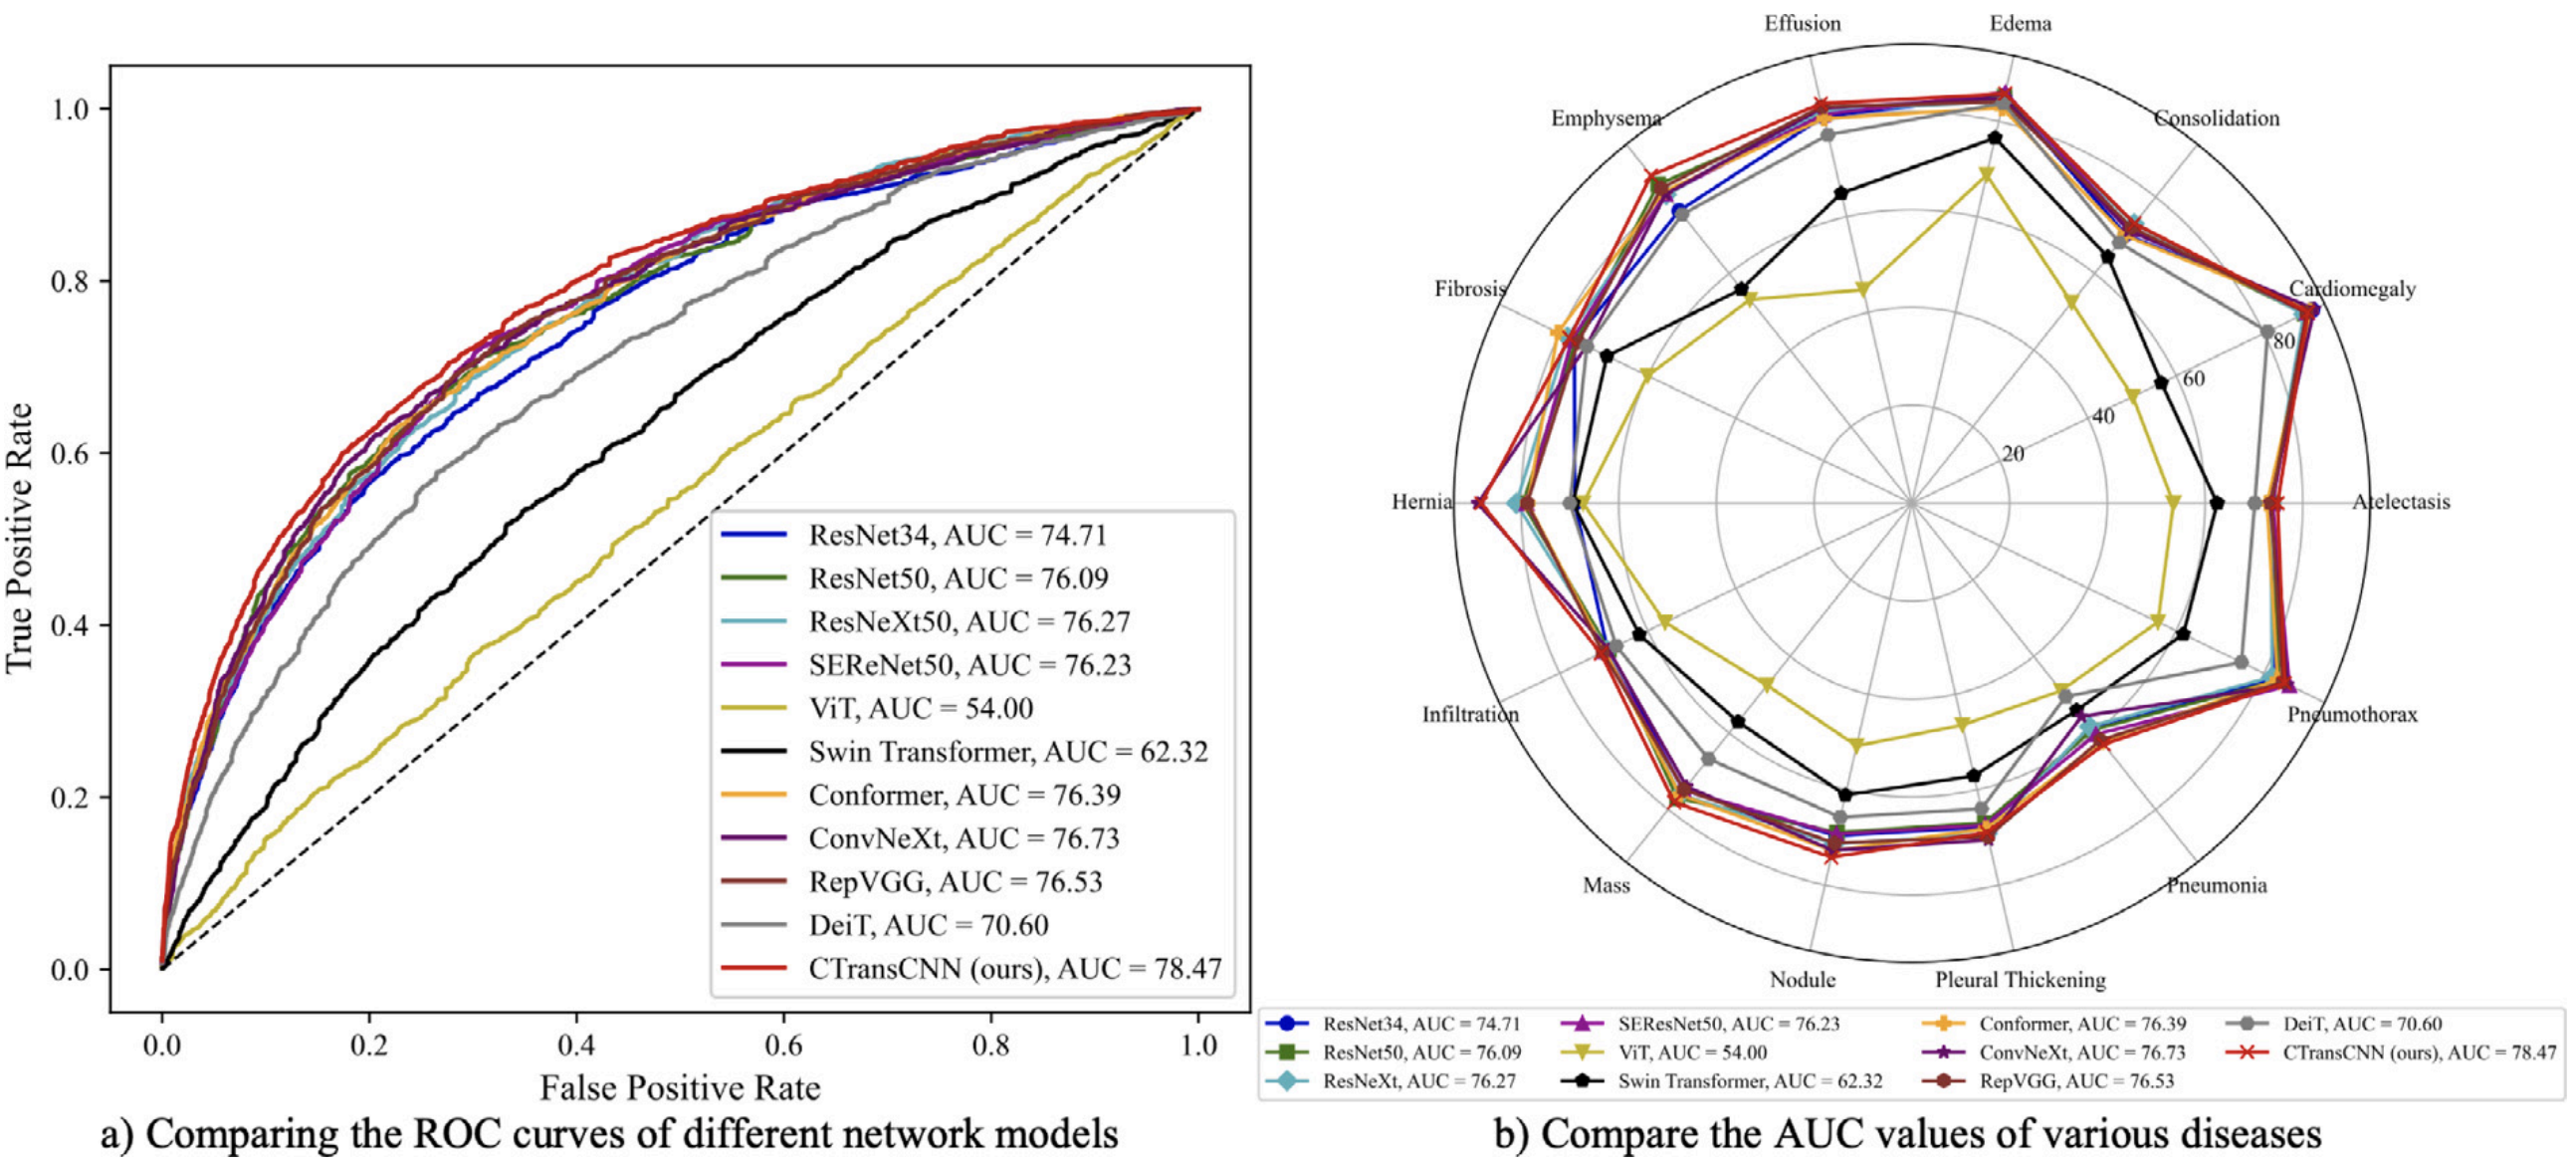 True Positive Rate
1.0
0.8
0.6
0.4
0.2
0.0
ResNet34, AUC = 74.71
ResNet50, AUC = 76.09
ResNeXt50, AUC = 76.27
SEReNet50, AUC = 76.23
ViT, AUC = 54.00
Swin Transformer, AUC = 62.32
Conformer, AUC = 76.39
ConvNeXt, AUC = 76.73
RepVGG, AUC = 76.53
DeiT, AUC = 70.60
CTransCNN (ours), AUC = 78.47
0.0 0.2 0.4 0.6 0.8 1.0
False Positive Rate
a) Comparing the ROC curves of different network models
Effusion
Edema
Emphysema
Consolidation
Fibrosis
Cardiomegaly
80
60
40
20
Hernia
Atelectasis
Infiltration
Pneumothorax
Mass
Pneumonia
Nodule
Pleural Thickening
ResNet34, AUC = 74.71
ResNet50, AUC = 76.09
ResNeXt, AUC = 76.27
SEResNet50, AUC = 76.23
ViT, AUC = 54.00
Swin Transformer, AUC = 62.32
Conformer, AUC = 76.39
ConvNeXt, AUC = 76.73
RepVGG, AUC = 76.53
DeiT, AUC = 70.60
CTransCNN (ours), AUC = 78.47
b) Compare the AUC values of various diseases